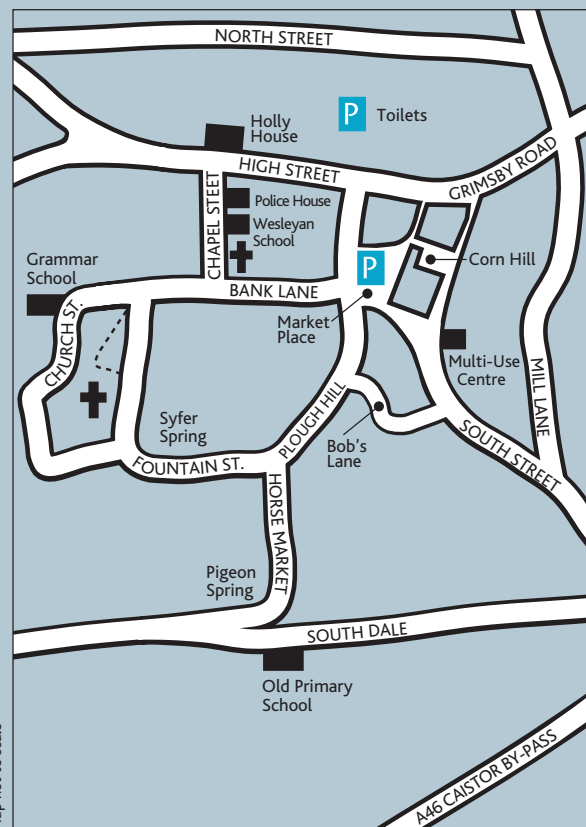 NORTH STREET
P
Toilets
Holly
House
HIGH STREET
GRIMSBY ROAD
CHAPEL STEET
Police House
Wesleyan
School
Grammar
School
P
Corn Hill
BANK LANE
Market
Place
CHURCH ST.
Multi-Use
Centre
MILL LANE
PLOUGH HILL
Syfer
Spring
Bob's
Lane
SOUTH STREET
FOUNTAIN ST.
HORSE MARKET
Pigeon
Spring
SOUTH DALE
Old Primary
School
A46 CAISTOR BY-PASS